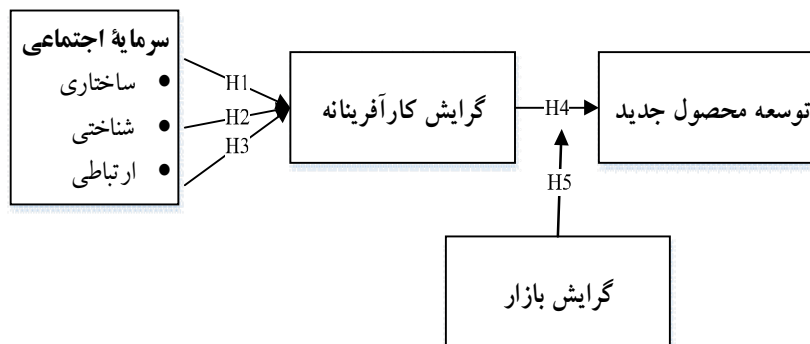 سرمایۀ اجتماعی
• ساختاری
• شناختی
• ارتباطی
H1
H2
H3
گرایش کارآفرینانه
H4
توسعه محصول جدید
H5
گرایش بازار